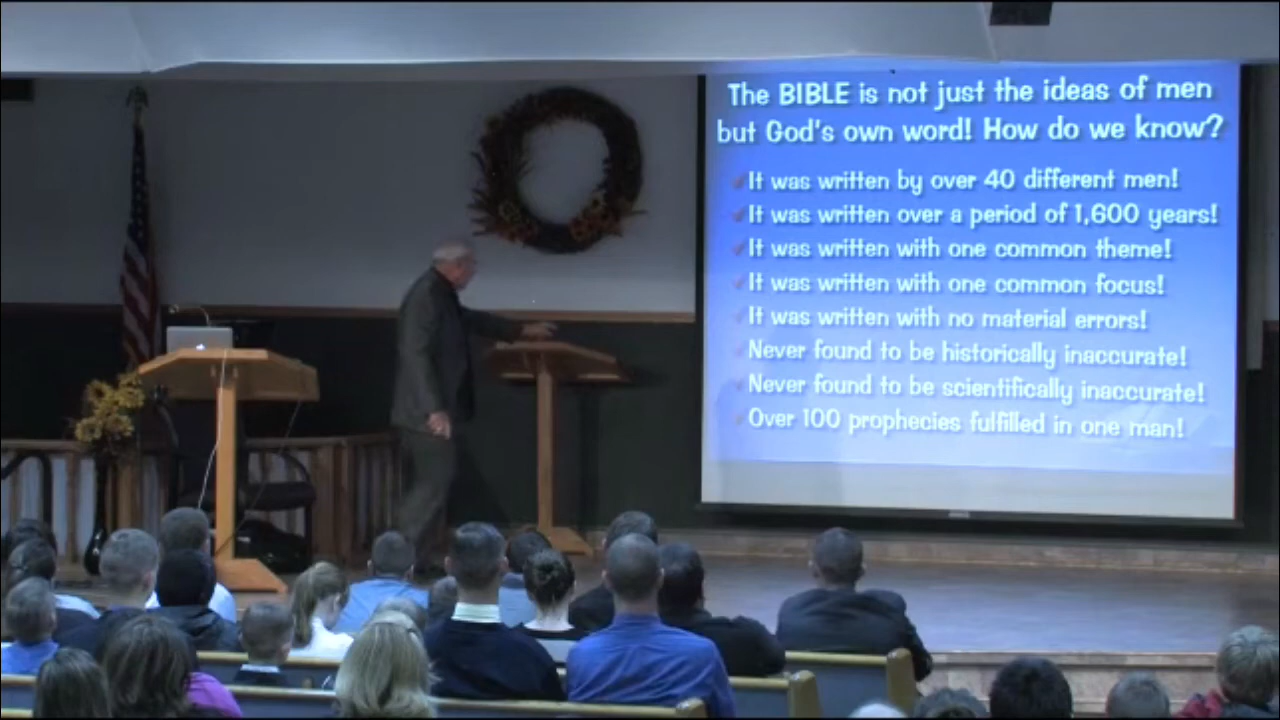 The BIBLE is not just the ideas of men
but God's own word! How do we know?
It was written by over 40 different men!
It was written over a period of 1,600 years!
It was written with one common theme!
It was written with one common focus!
It was written with no material errors!
Never found to be historically inaccurate!
Never found to be scientifically inaccurate!
Over 100 prophecies fulfilled in one man!